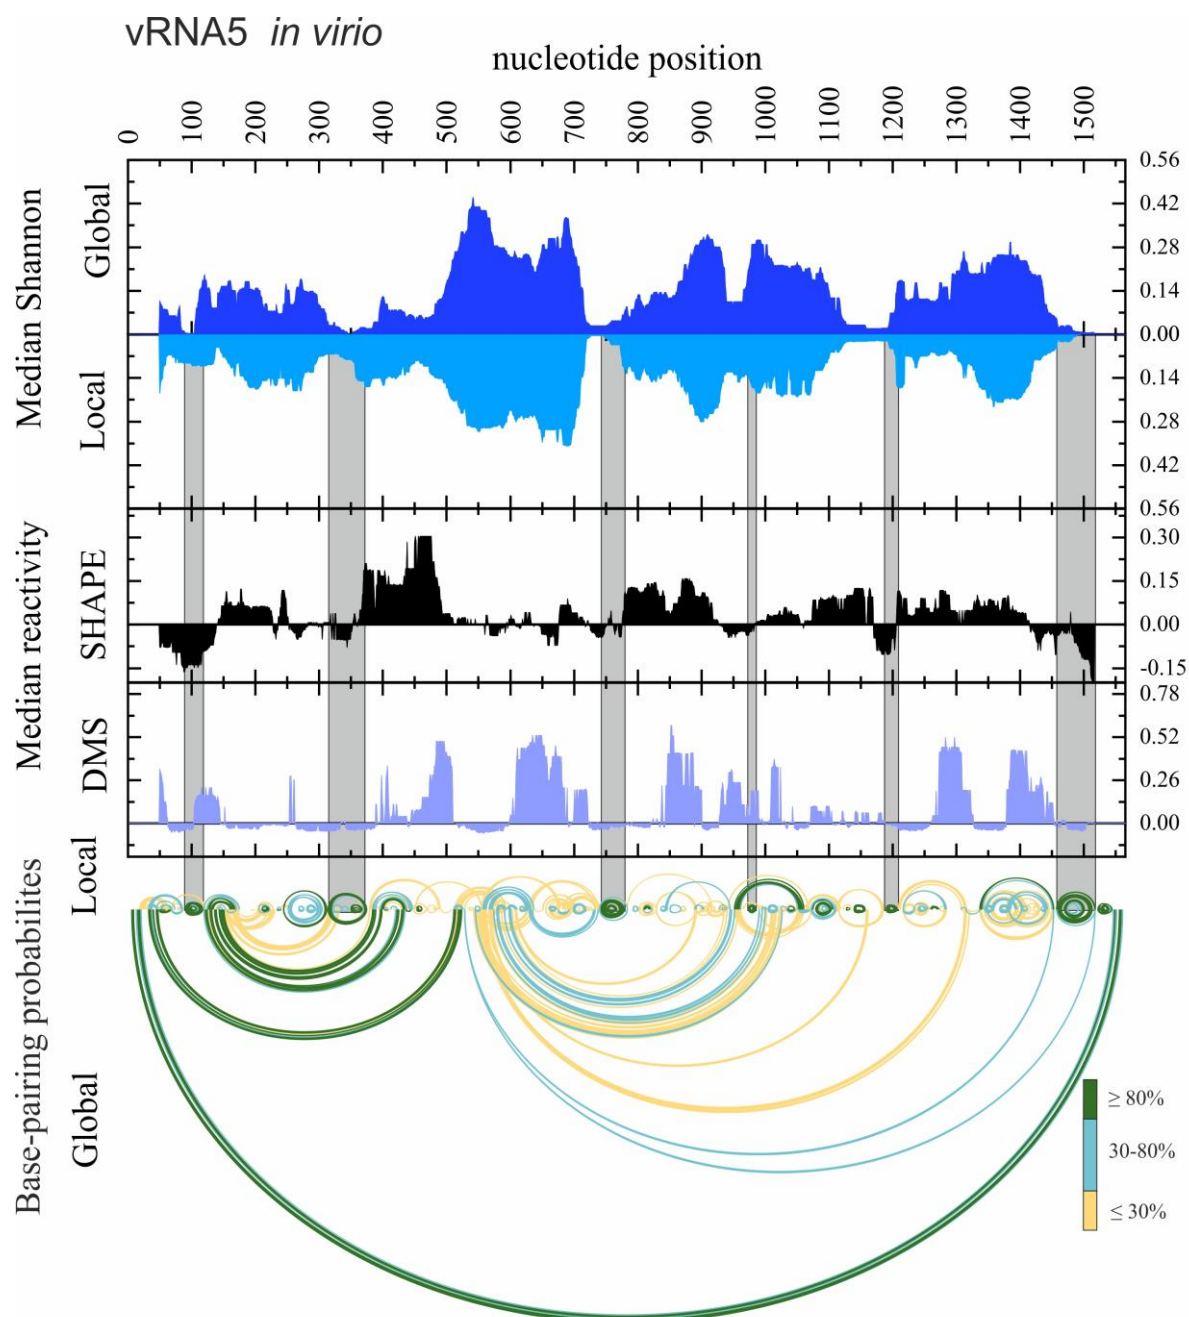 vRNA5 in virio
nucleotide position
0 100 200 300 400 500 600 700 800 900 1000 1100 1200 1300 1400 1500
Median Shannon
Global
Local
0.56
0.42
0.28
0.14
0.00
0.14
0.28
0.42
0.56
Median reactivity
SHAPE
0.30
0.15
0.00
-0.15
DMS
0.78
0.52
0.26
0.00
Base-pairing probabilites
Local
Global
≥ 80%
30-80%
≤ 30%